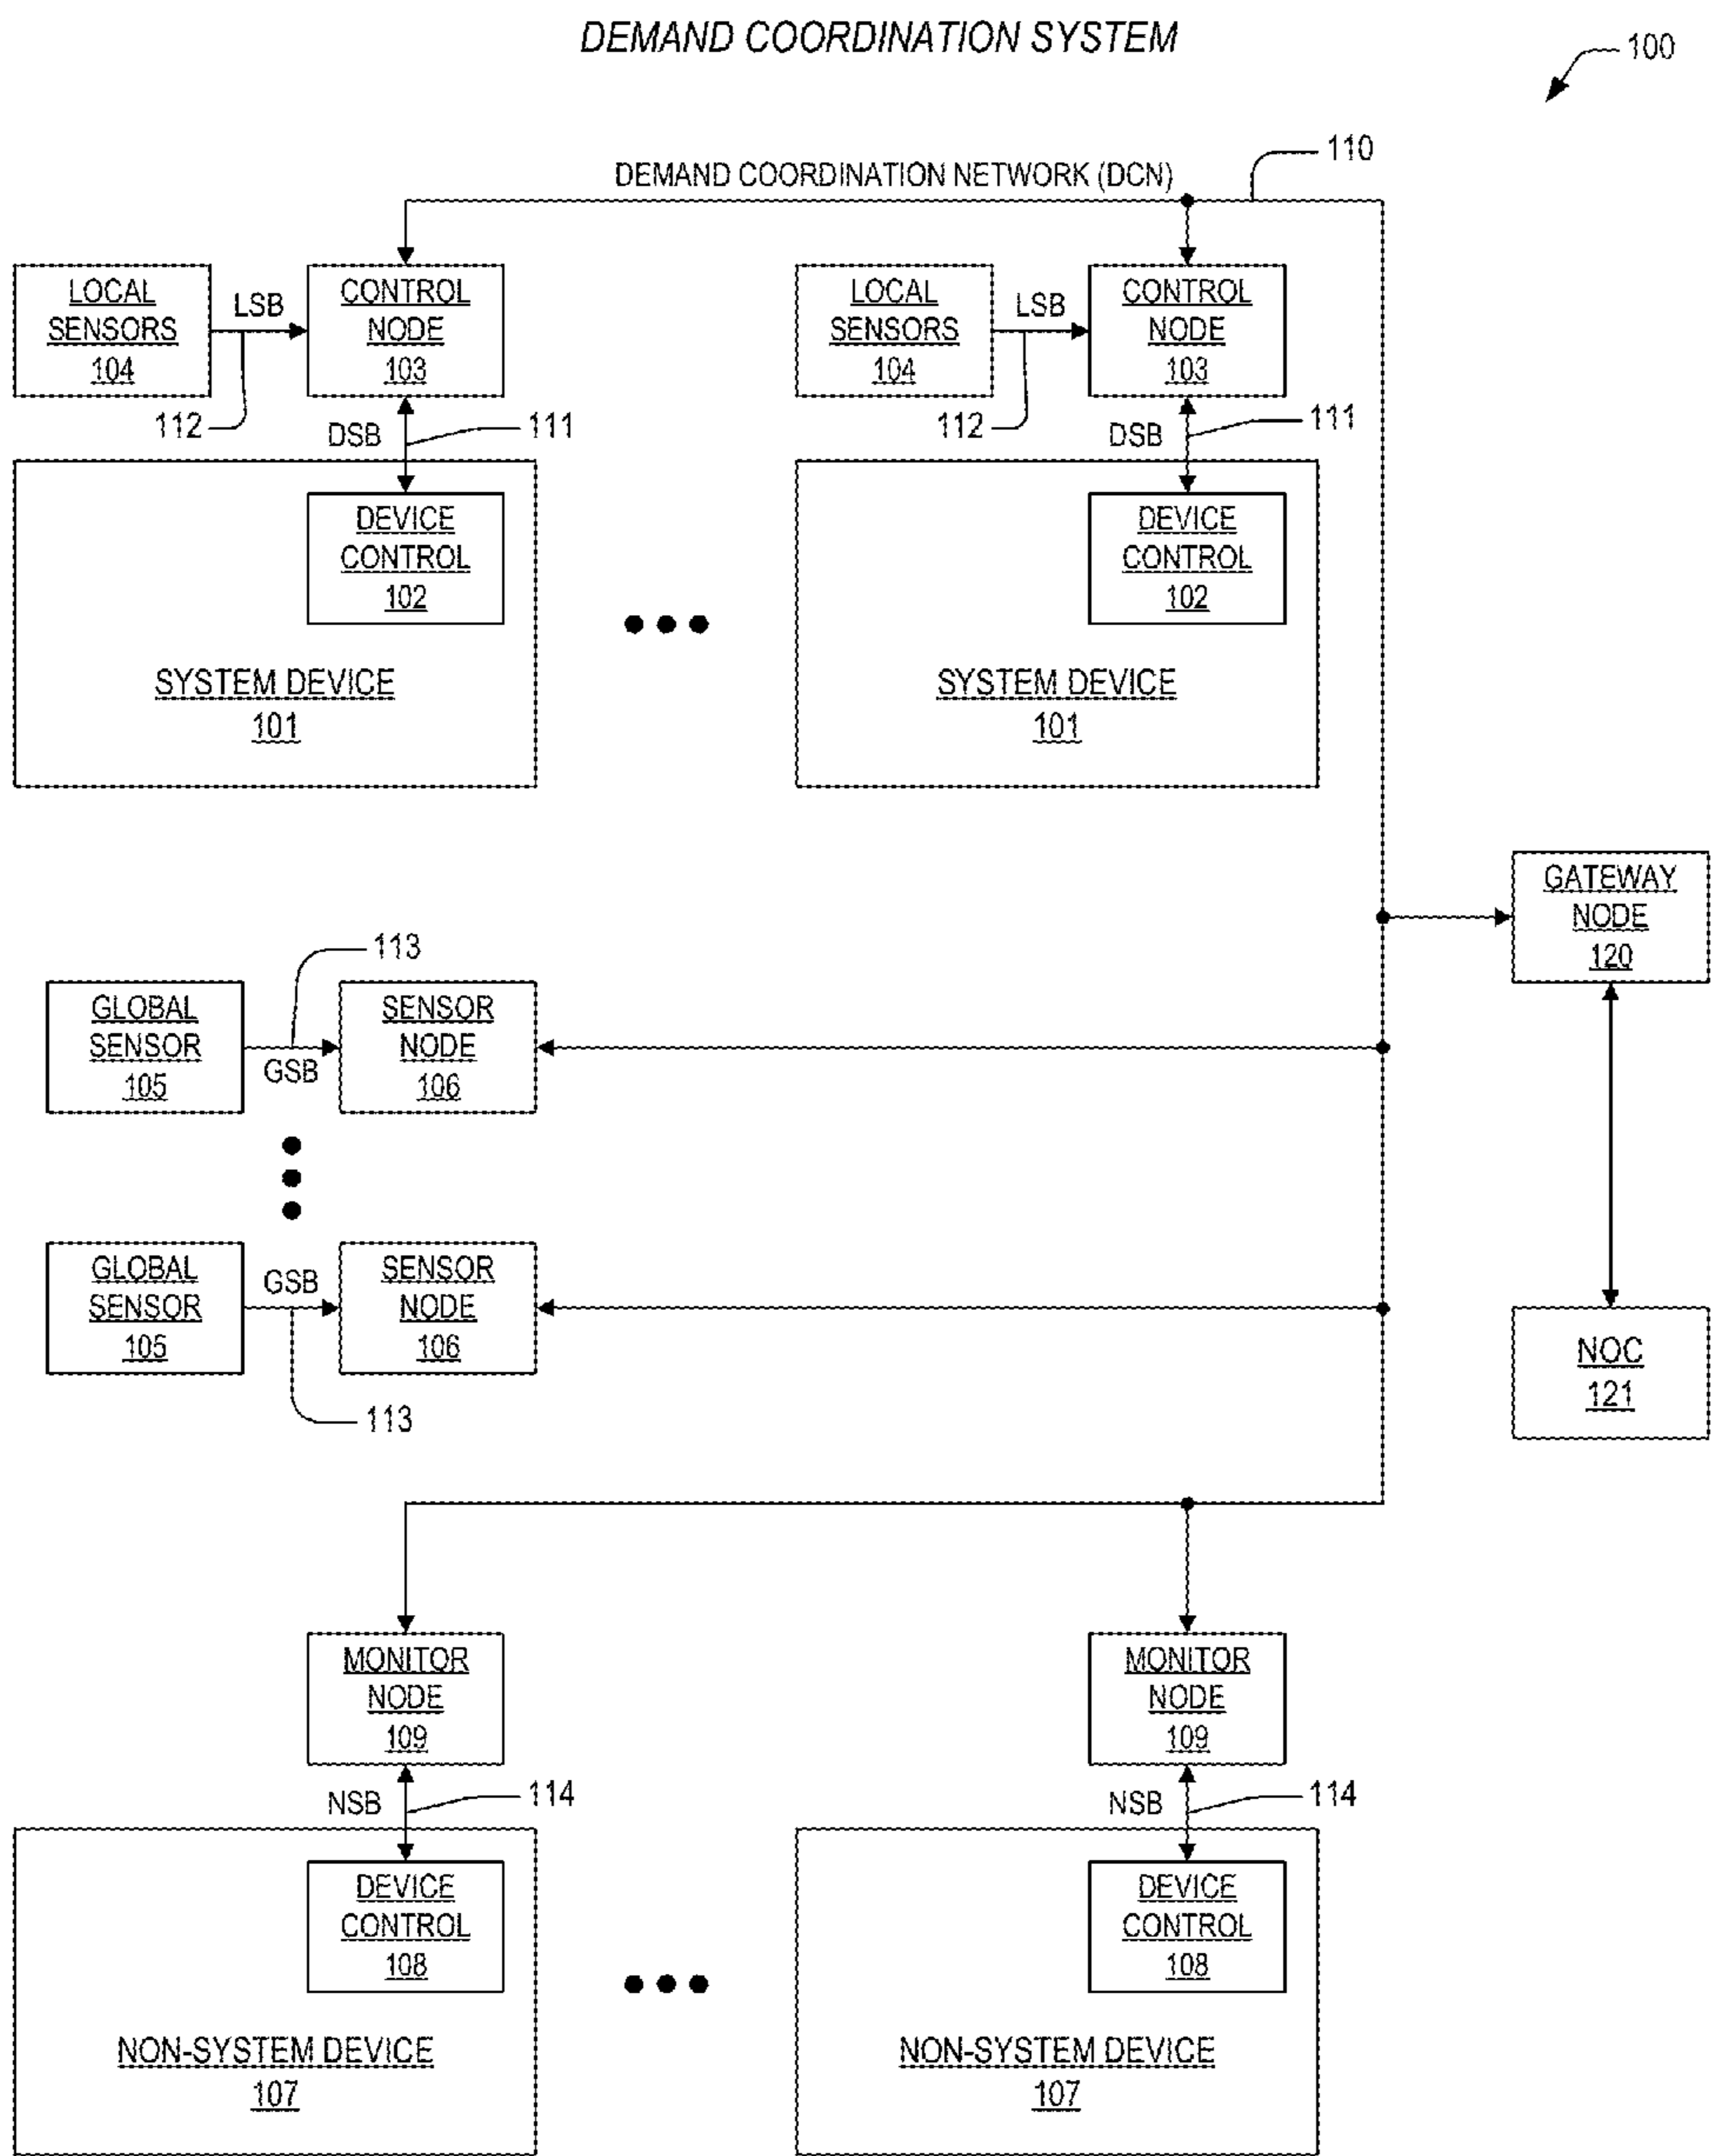 DEMAND COORDINATION SYSTEM
100
110
DEMAND COORDINATION NETWORK (DCN)
LOCAL
SENSORS
104
LSB
112
CONTROL
NODE
103
DSB
111
DEVICE
CONTROL
102
SYSTEM DEVICE
101
LOCAL
SENSORS
104
LSB
112
CONTROL
NODE
103
DSB
111
DEVICE
CONTROL
102
SYSTEM DEVICE
101
GATEWAY
NODE
120
113
GLOBAL
SENSOR
105
GSB
SENSOR
NODE
106
GLOBAL
SENSOR
105
GSB
SENSOR
NODE
106
113
NOC
121
MONITOR
NODE
109
NSB
114
DEVICE
CONTROL
108
NON-SYSTEM DEVICE
107
MONITOR
NODE
109
NSB
114
DEVICE
CONTROL
108
NON-SYSTEM DEVICE
107